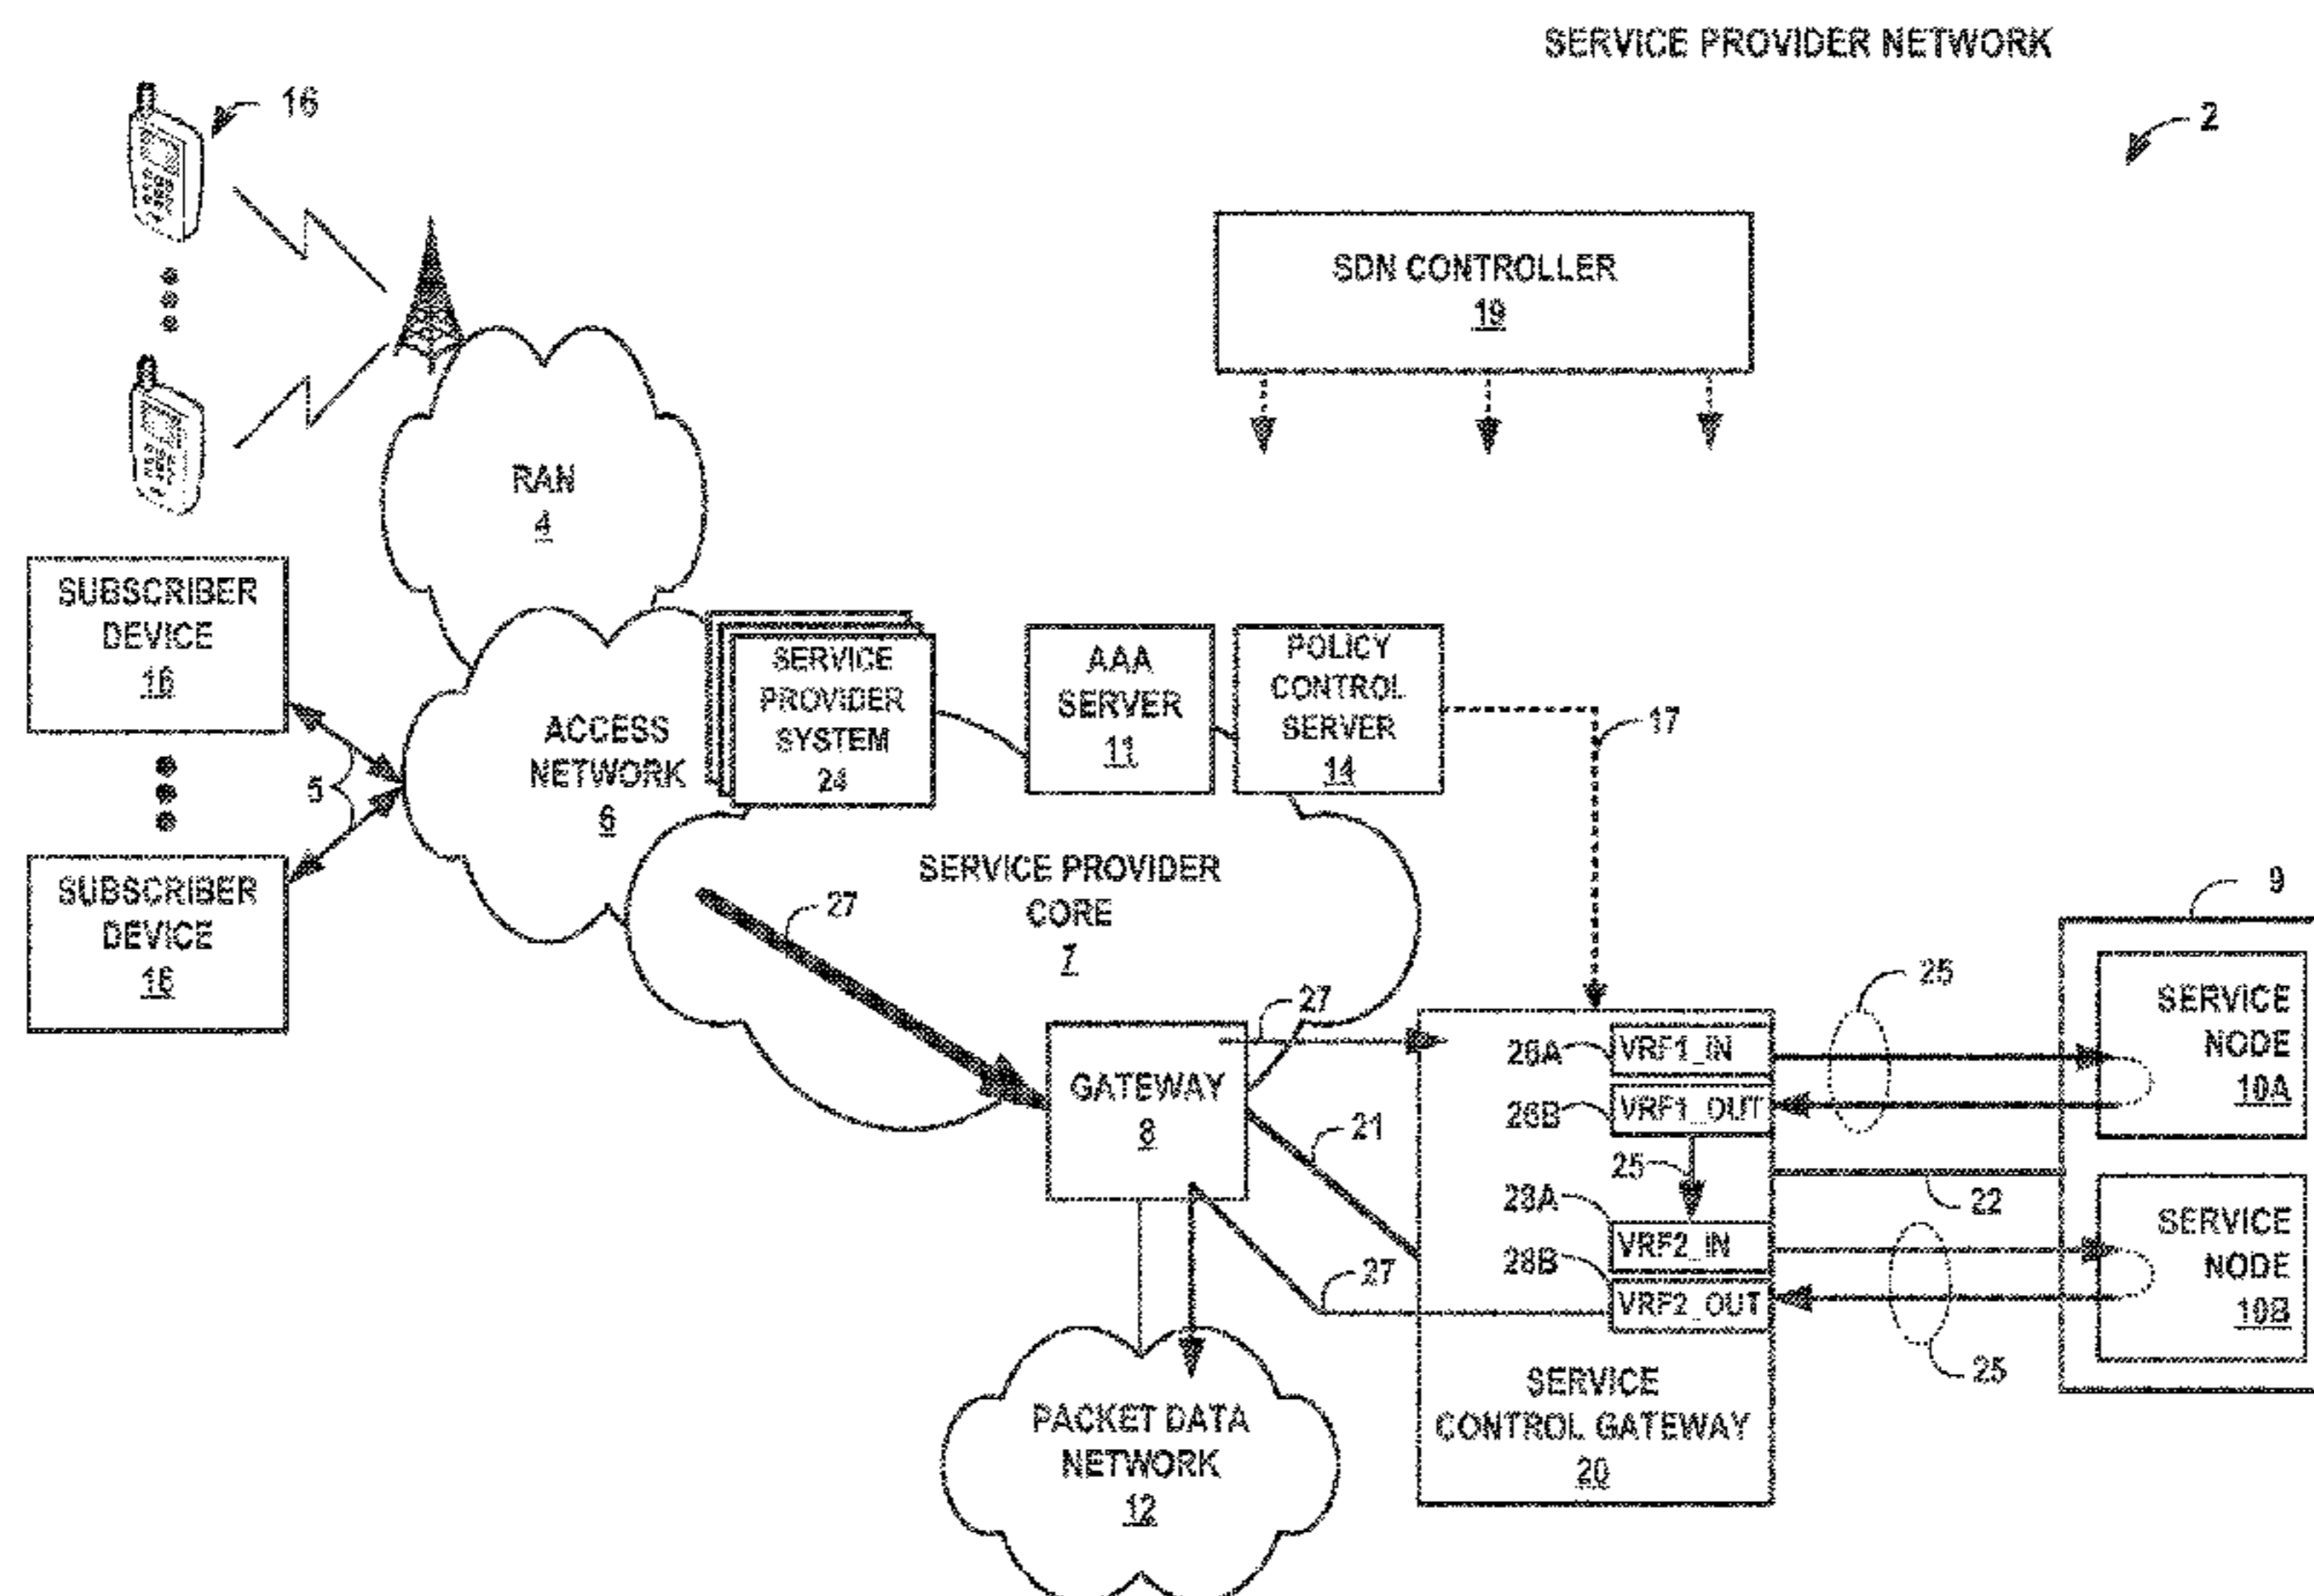 SERVICE PROVIDER NETWORK
2
16
SDN CONTROLLER
19
RAN
4
SUBSCRIBER
DEVICE
16
SERVICE
PROVIDER
SYSTEM
24
AAA
SERVER
11
POLICY
CONTROL
SERVER
14
17
ACCESS
NETWORK
6
5
SUBSCRIBER
DEVICE
16
SERVICE PROVIDER
CORE
7
27
9
27
GATEWAY
8
21
26A
VRF1_IN
26B
VRF1_OUT
25
28A
VRF2_IN
28B
VRF2_OUT
27
25
22
25
SERVICE
NODE
10A
SERVICE
NODE
10B
SERVICE
CONTROL GATEWAY
20
PACKET DATA
NETWORK
12